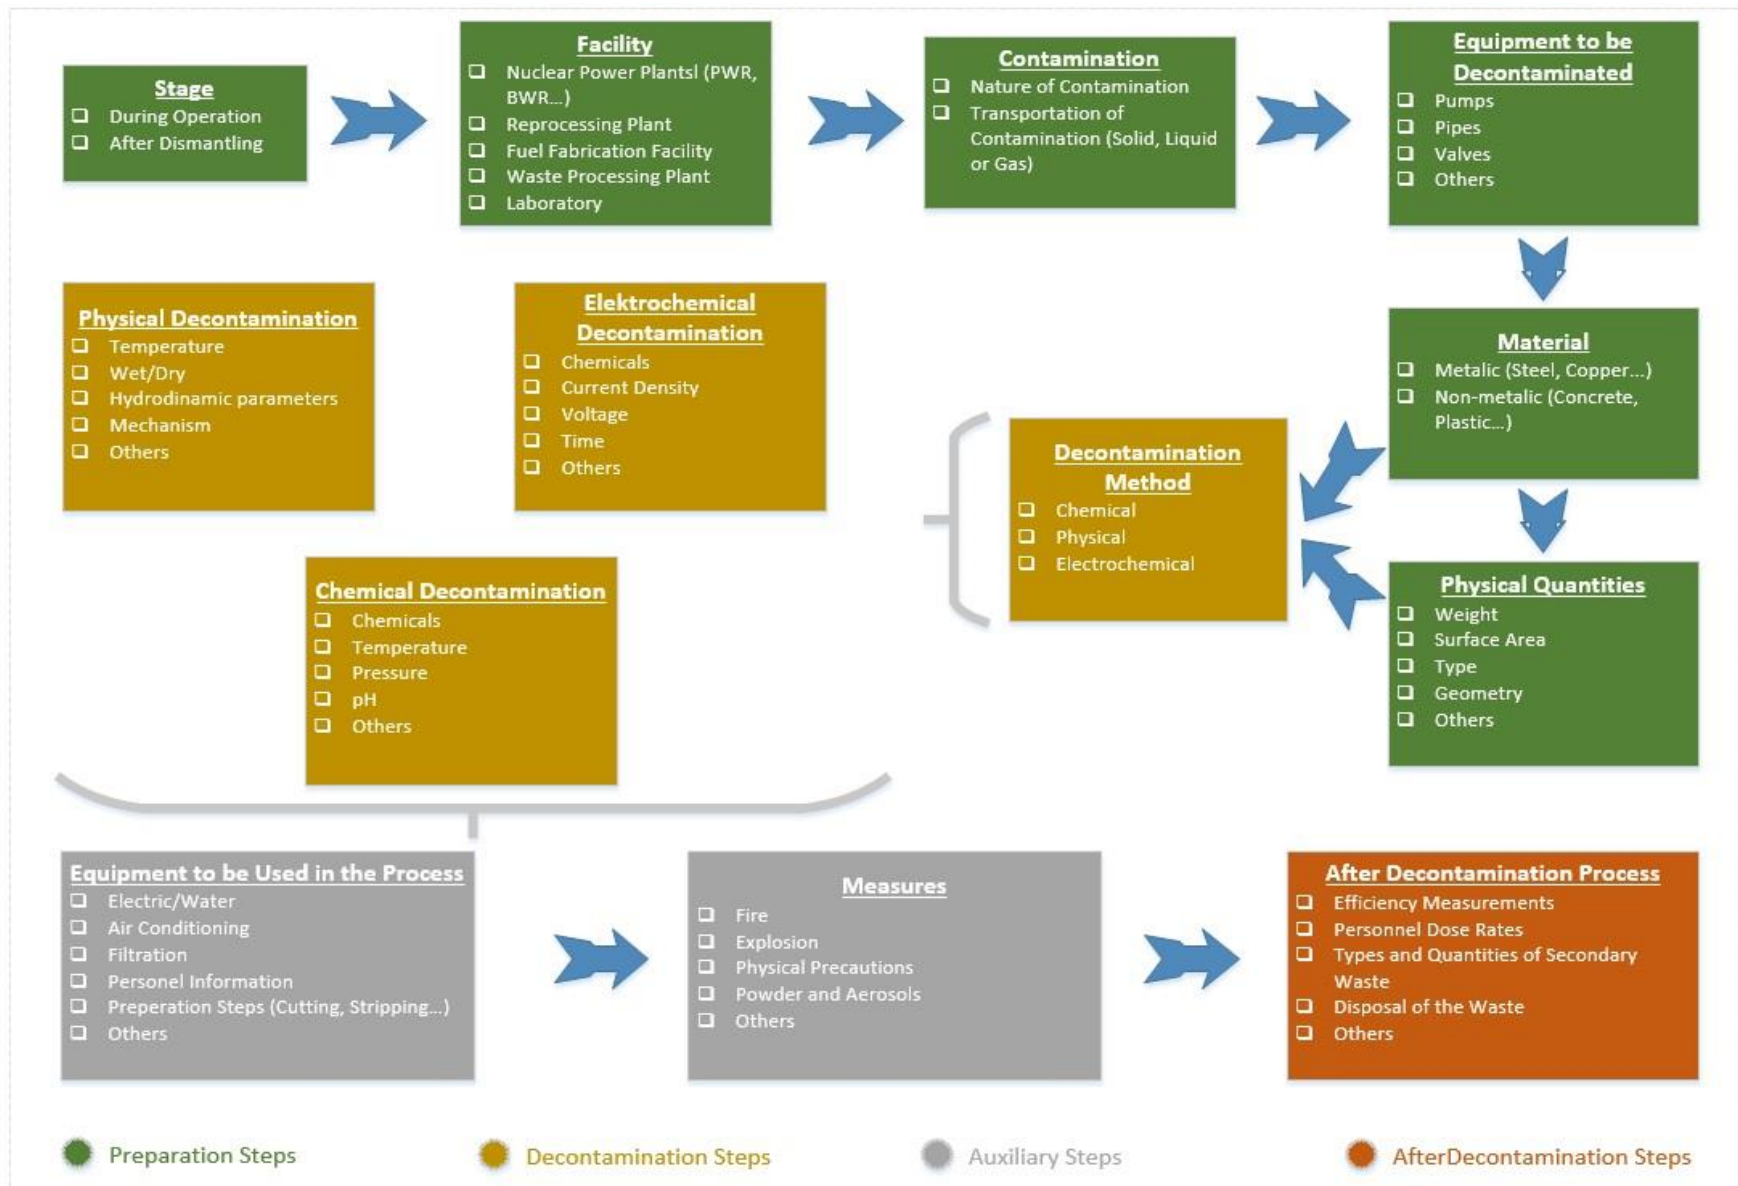 Stage
During Operation
After Dismantling
Facility
Nuclear Power Plantsl (PWR,
BWR...)
Reprocessing Plant
Fuel Fabrication Facility
Waste Processing Plant
Laboratory
Contamination
Nature of Contamination
Transportation of
Contamination (Solid, Liquid
or Gas)
Equipment to be
Decontaminated
Pumps
Pipes
Valves
Others
Physical Decontamination
Temperature
Wet/Dry
Hydrodinamic parameters
Mechanism
Others
Elektrochemical
Decontamination
Chemicals
Current Density
Voltage
Time
Others
Material
Metalic (Steel, Copper...)
Non-metalic (Concrete,
Plastic...)
Decontamination
Method
Chemical
Physical
Electrochemical
Chemical Decontamination
Chemicals
Temperature
Pressure
pH
Others
Physical Quantities
Weight
Surface Area
Type
Geometry
Others
Equipment to be Used in the Process
Electric/Water
Air Conditioning
Filtration
Personel Information
Preperation Steps (Cutting, Stripping...)
Others
Measures
Fire
Explosion
Physical Precautions
Powder and Aerosols
Others
After Decontamination Process
Efficiency Measurements
Personnel Dose Rates
Types and Quantities of Secondary
Waste
Disposal of the Waste
Others
Preparation Steps
Decontamination Steps
Auxiliary Steps
AfterDecontamination Steps